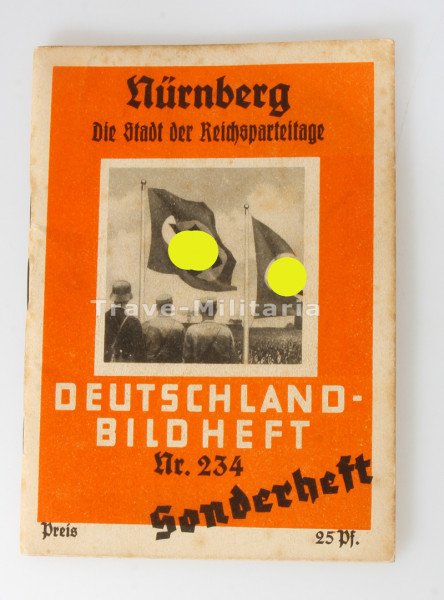 Nürnberg
Die Stadt der Reichsparteitage
Trave-Militaria
DEUTSCHLAND-
BILDHEFT
Nr. 234
Sonderheft
Preis
25 Pf.